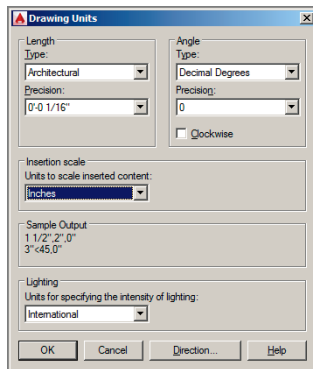 Drawing Units
Length
Type:
Architectural
Precision:
0'-0 1/16"
Angle
Type:
Decimal Degrees
Precision:
0
Clockwise
Insertion scale
Units to scale inserted content:
Inches
Sample Output
1 1/2",2",0"
3"<45,0"
Lighting
Units for specifying the intensity of lighting:
International
OK
Cancel
Direction...
Help